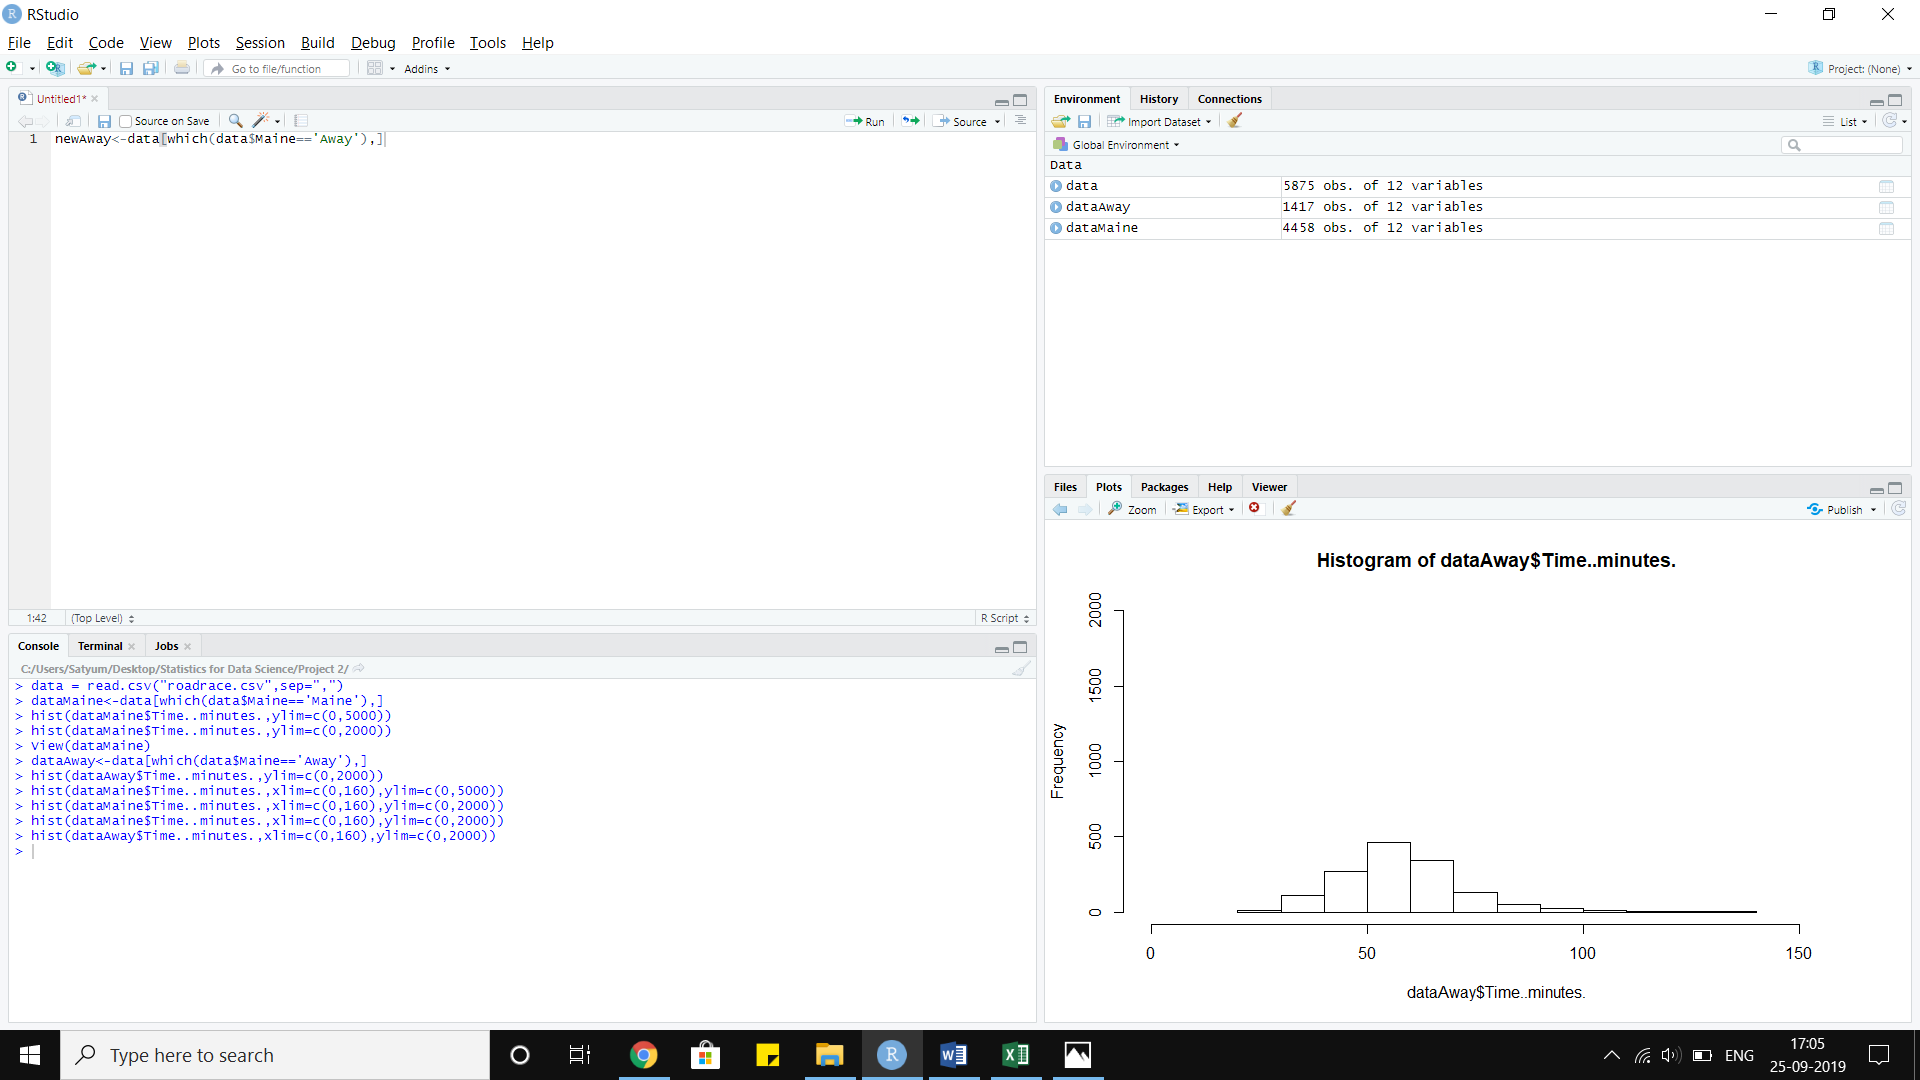 RStudio
File Edit Code View Plots Session Build Debug Profile Tools Help
Go to file/function
Addins
Project: (None)
Untitled1*
Source on Save
Run
Source
1 newAway<-data[which(data$Maine=='Away'),]
1:42 (Top Level)
R Script
Console Terminal Jobs
C:/Users/Satyum/Desktop/Statistics for Data Science/Project 2/
> data = read.csv("roadrace.csv",sep=",")
> dataMaine<-data[which(data$Maine=='Maine'),]
> hist(dataMaine$Time..minutes.,ylim=c(0,5000))
> hist(dataMaine$Time..minutes.,ylim=c(0,2000))
> View(dataMaine)
> dataAway<-data[which(data$Maine=='Away'),]
> hist(dataAway$Time..minutes.,ylim=c(0,2000))
> hist(dataMaine$Time..minutes.,xlim=c(0,160),ylim=c(0,5000))
> hist(dataMaine$Time..minutes.,xlim=c(0,160),ylim=c(0,2000))
> hist(dataMaine$Time..minutes.,xlim=c(0,160),ylim=c(0,2000))
> hist(dataAway$Time..minutes.,xlim=c(0,160),ylim=c(0,2000))
>
Environment History Connections
Import Dataset
List
Global Environment
Data
data 5875 obs. of 12 variables
dataAway 1417 obs. of 12 variables
dataMaine 4458 obs. of 12 variables
Files Plots Packages Help Viewer
Zoom Export
Publish
Histogram of dataAway$Time..minutes.
Frequency
2000
1500
1000
500
0
0 50 100 150
dataAway$Time..minutes.
Type here to search
ENG
17:05
25-09-2019